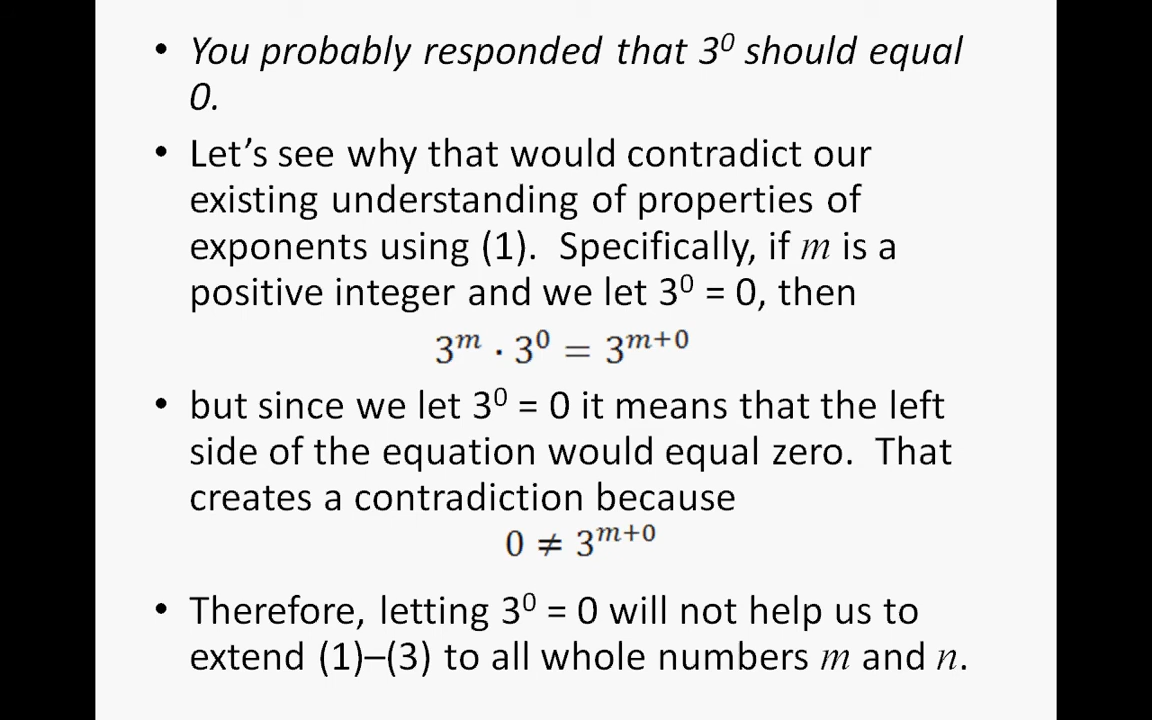 • You probably responded that 3⁰ should equal
0.
• Let’s see why that would contradict our
existing understanding of properties of
exponents using (1).  Specifically, if m is a
positive integer and we let 3⁰ = 0, then
3ᵐ · 3⁰ = 3ᵐ⁺⁰
• but since we let 3⁰ = 0 it means that the left
side of the equation would equal zero.  That
creates a contradiction because
0 ≠ 3ᵐ⁺⁰
• Therefore, letting 3⁰ = 0 will not help us to
extend (1)–(3) to all whole numbers m and n.